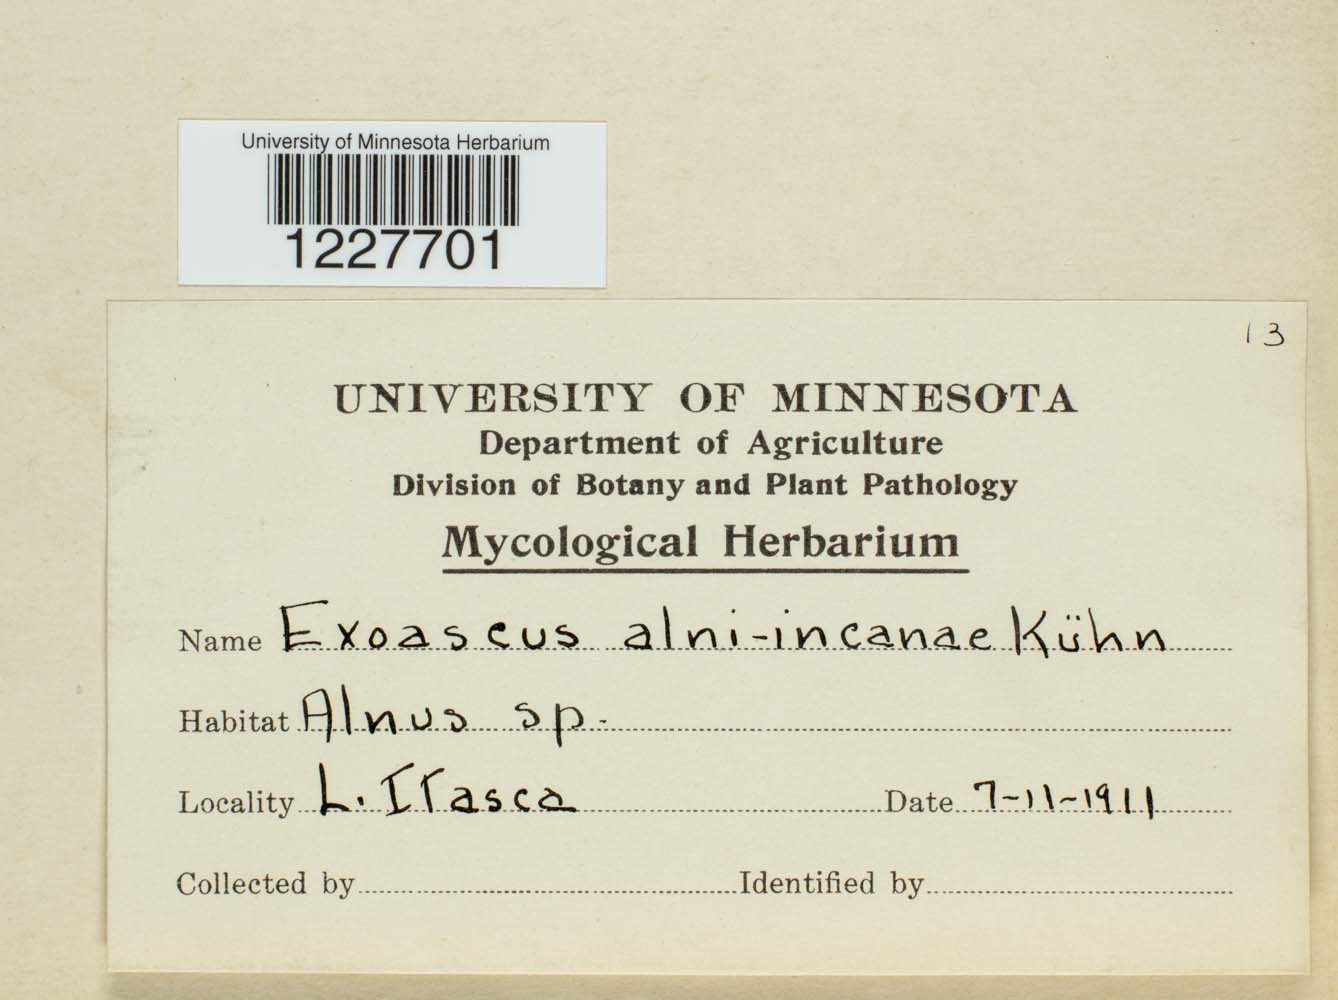 University of Minnesota Herbarium
1227701
13
UNIVERSITY OF MINNESOTA
Department of Agriculture
Division of Botany and Plant Pathology
Mycological Herbarium
Name Exoascus alni-incanae Kühn
Habitat Alnus sp.
Locality L. Itasca Date 7-11-1911
Collected by Identified by